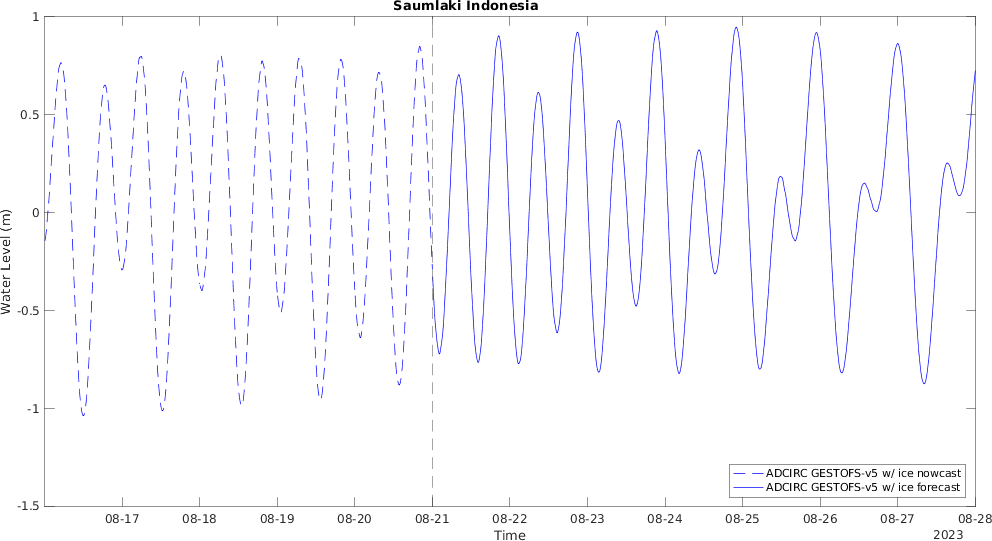 Saumlaki Indonesia
Water Level (m)
1
0.5
0
-0.5
-1
-1.5
ADCIRC GESTOFS-v5 w/ ice nowcast
ADCIRC GESTOFS-v5 w/ ice forecast
08-17 08-18 08-19 08-20 08-21 08-22 08-23 08-24 08-25 08-26 08-27 08-28
Time
2023